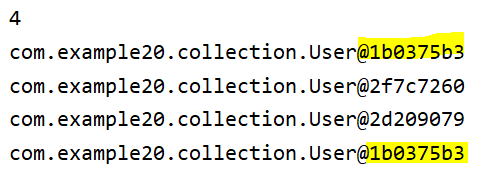 4
com.example20.collection.User@1b0375b3
com.example20.collection.User@2f7c7260
com.example20.collection.User@2d209079
com.example20.collection.User@1b0375b3